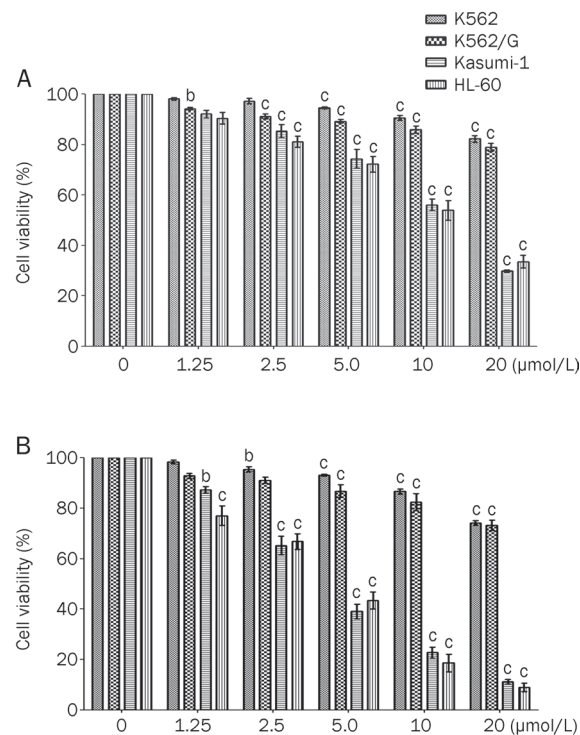 K562
K562/G
Kasumi-1
HL-60
A
Cell viability (%)
100
80
60
40
20
0
b
c c c
c c c c
c c c c
c c c c
0 1.25 2.5 5.0 10 20 (μmol/L)
B
Cell viability (%)
100
80
60
40
20
0
b c
b c c
c c c c
c c c c
c c c c
0 1.25 2.5 5.0 10 20 (μmol/L)